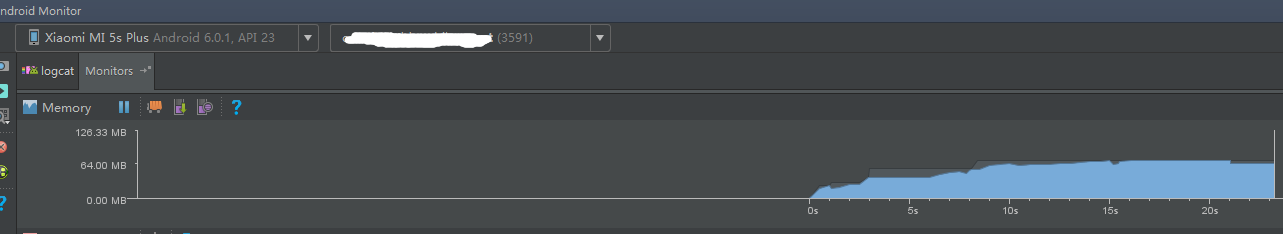 ndroid Monitor
Xiaomi MI 5s Plus Android 6.0.1, API 23
(3591)
logcat Monitors
Memory ?
126.33 MB
64.00 MB
0.00 MB
0s 5s 10s 15s 20s